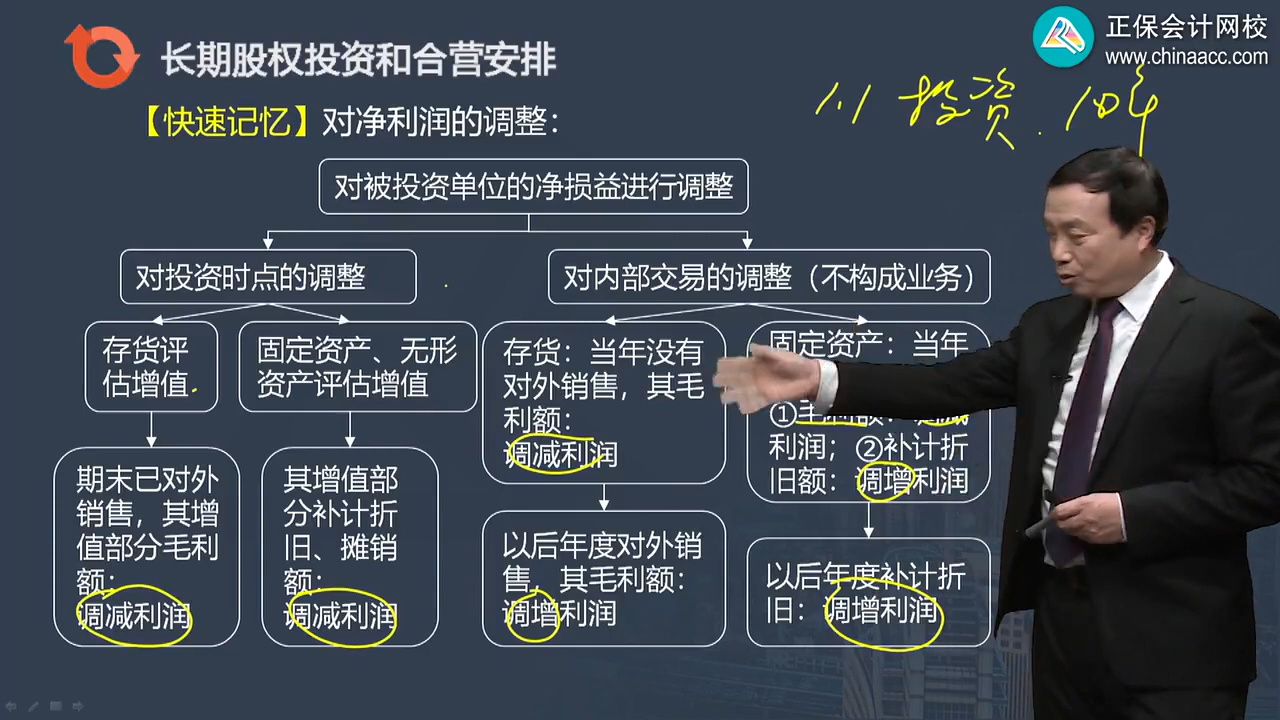 长期股权投资和合营安排
正保会计网校
www.chinaacc.com
投资
【快速记忆】对净利润的调整：
对被投资单位的净损益进行调整
对投资时点的调整
对内部交易的调整（不构成业务）
存货评
估增值
固定资产、无形
资产评估增值
存货：当年没有
对外销售，其毛
利额：
调减利润
固定资产：当年
①毛利额：调减
利润；②补计折
旧额：调增利润
期末已对外
销售，其增
值部分毛利
额：
调减利润
其增值部
分补计折
旧、摊销
额：
调减利润
以后年度对外销
售，其毛利额：
调增利润
以后年度补计折
旧：调增利润